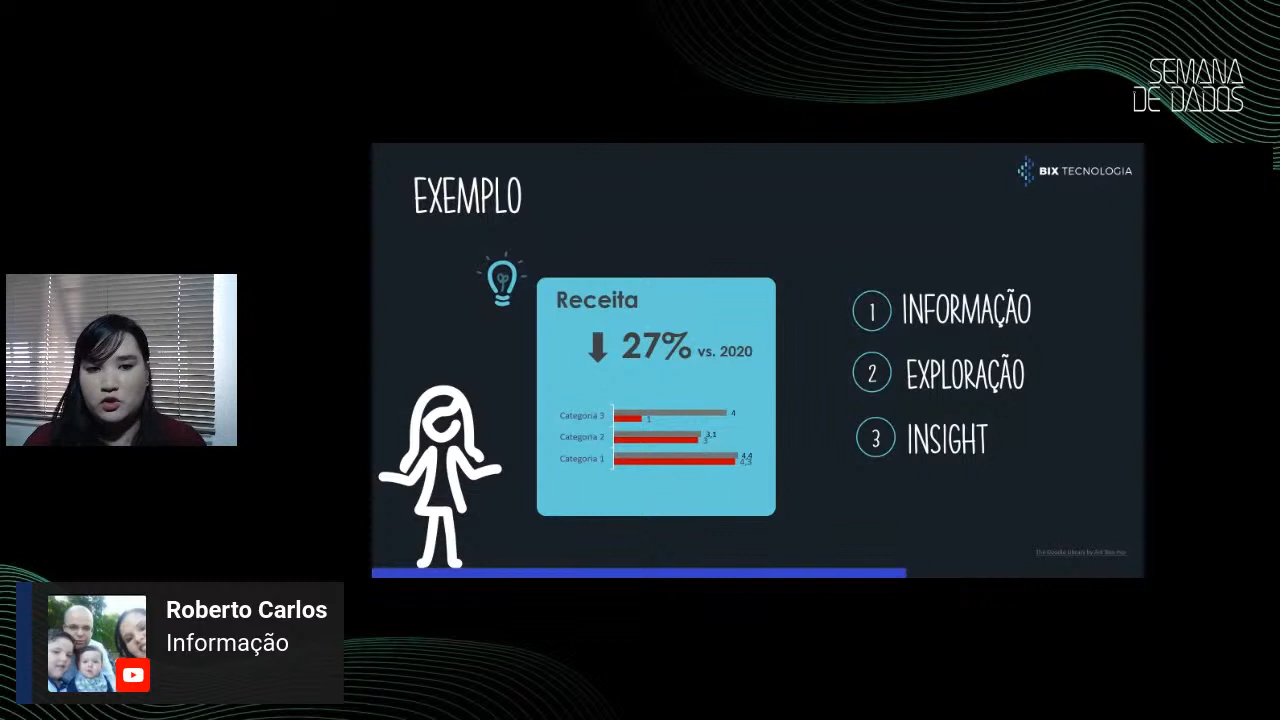 SEMANA
DE DADOS
BIX TECNOLOGIA
EXEMPLO
Receita
27% vs. 2020
Categoria 3
4
1
Categoria 2
3,1
3
Categoria 1
4,4
4,3
1 INFORMAÇÃO
2 EXPLORAÇÃO
3 INSIGHT
Roberto Carlos
Informação